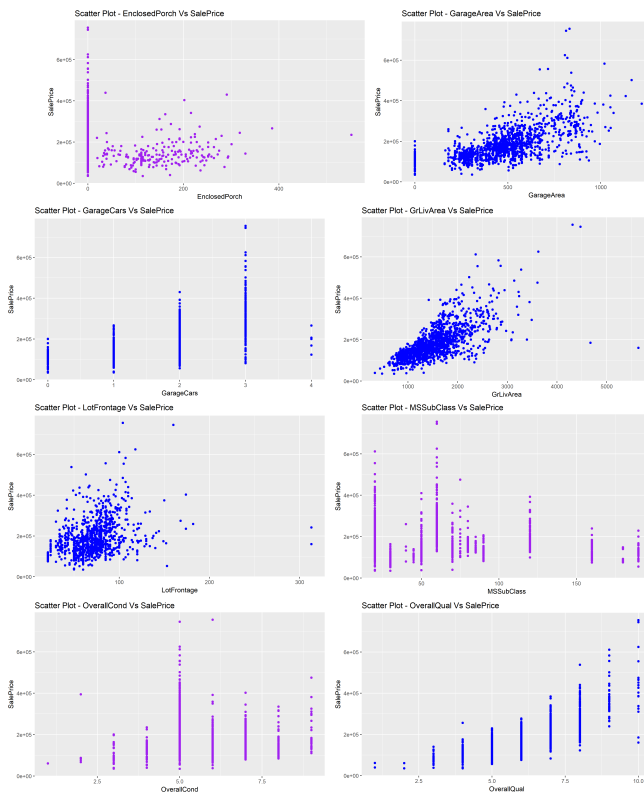 Scatter Plot - EnclosedPorch Vs SalePrice
SalePrice
6e+05
4e+05
2e+05
0e+00
0
200
400
EnclosedPorch
Scatter Plot - GarageArea Vs SalePrice
SalePrice
6e+05
4e+05
2e+05
0e+00
0
500
1000
GarageArea
Scatter Plot - GarageCars Vs SalePrice
SalePrice
6e+05
4e+05
2e+05
0e+00
0
1
2
3
4
GarageCars
Scatter Plot - GrLivArea Vs SalePrice
SalePrice
6e+05
4e+05
2e+05
0e+00
1000
2000
3000
4000
5000
GrLivArea
Scatter Plot - LotFrontage Vs SalePrice
SalePrice
6e+05
4e+05
2e+05
0e+00
100
200
300
LotFrontage
Scatter Plot - MSSubClass Vs SalePrice
SalePrice
6e+05
4e+05
2e+05
0e+00
50
100
150
MSSubClass
Scatter Plot - OverallCond Vs SalePrice
SalePrice
6e+05
4e+05
2e+05
0e+00
2.5
5.0
7.5
OverallCond
Scatter Plot - OverallQual Vs SalePrice
SalePrice
6e+05
4e+05
2e+05
0e+00
2.5
5.0
7.5
10.0
OverallQual